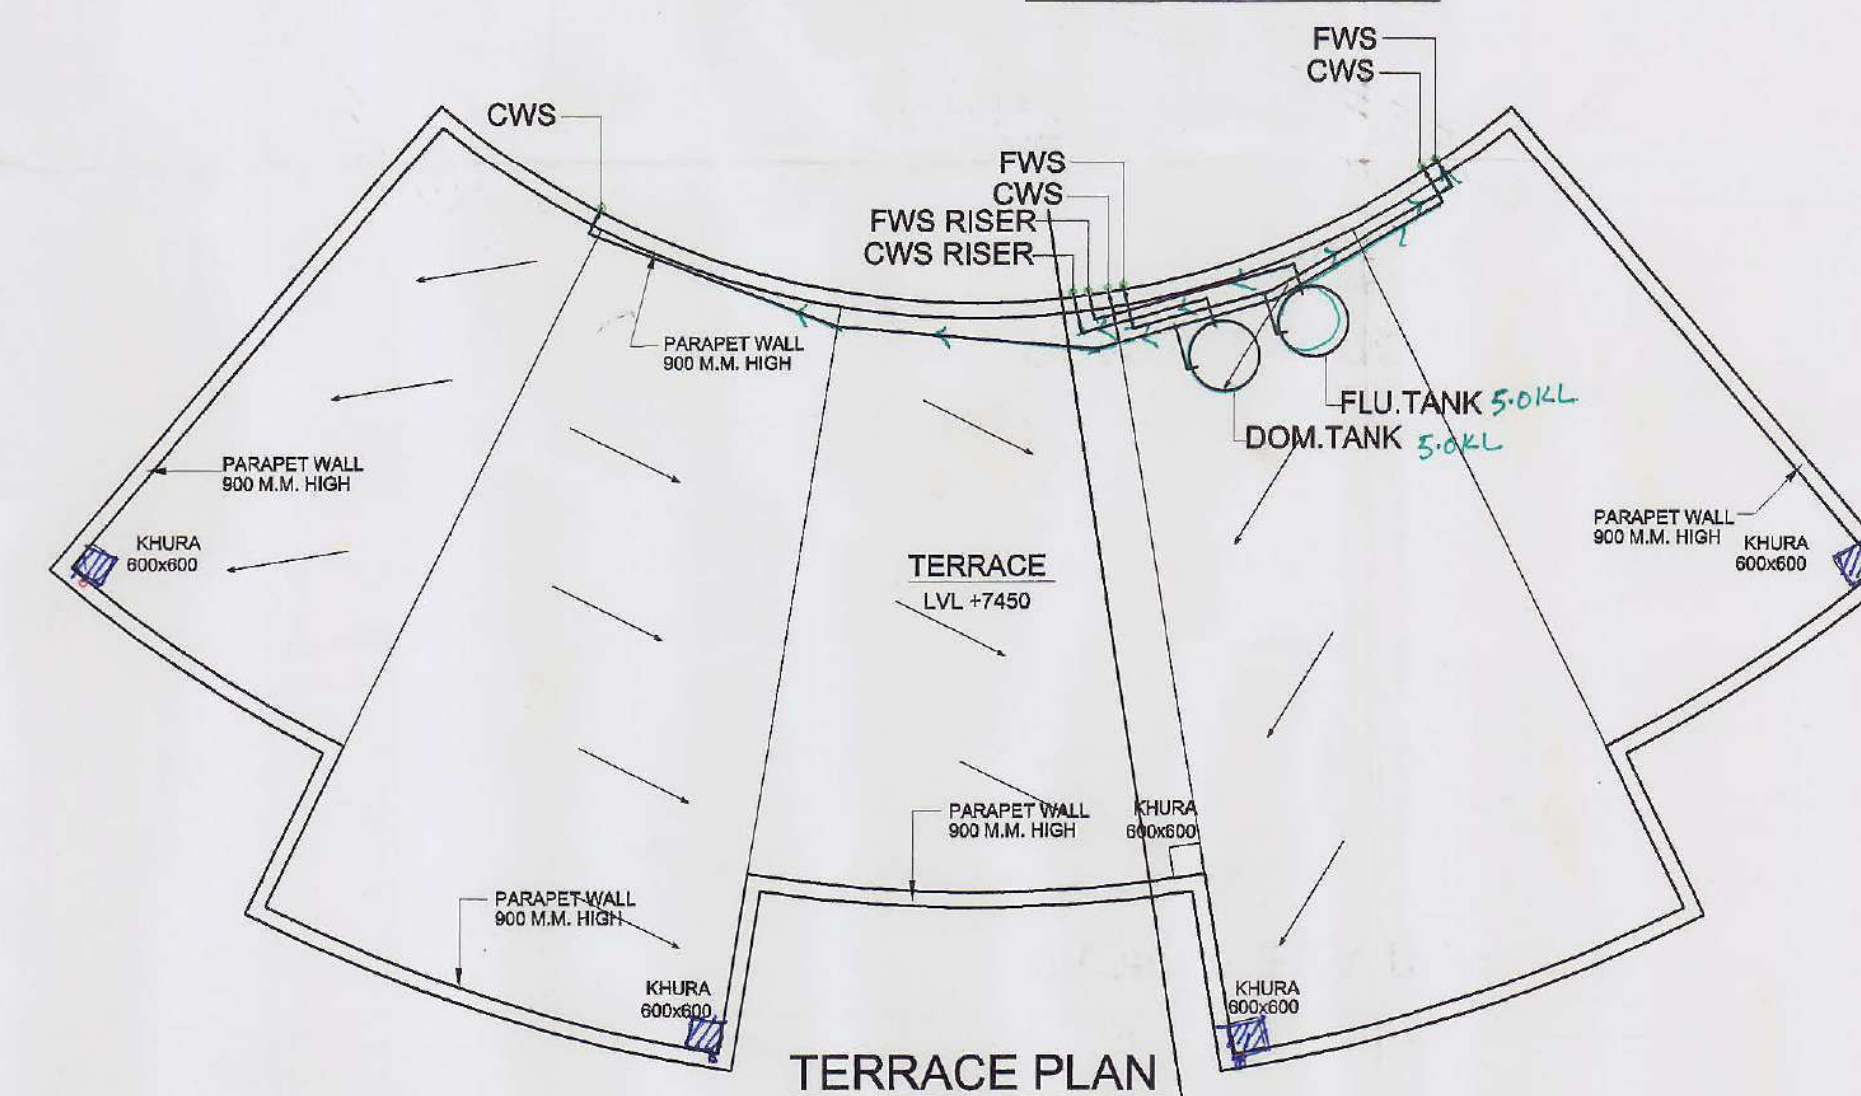 FWS
CWS
CWS
FWS
CWS
FWS RISER
CWS RISER
PARAPET WALL
900 M.M. HIGH
FLU.TANK 5.0KL
DOM.TANK 5.0KL
PARAPET WALL
900 M.M. HIGH
PARAPET WALL
900 M.M. HIGH
KHURA
600x600
KHURA
600x600
TERRACE
LVL +7450
PARAPET WALL
900 M.M. HIGH
KHURA
600x600
PARAPET WALL
900 M.M. HIGH
KHURA
600x600
KHURA
600x600
TERRACE PLAN